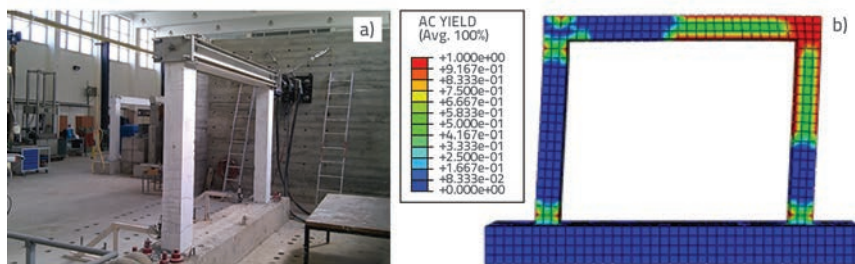 a)
AC YIELD
(Avg. 100%)
+1.000e+00
+9.167e-01
+8.333e-01
+7.500e-01
+6.667e-01
+5.833e-01
+5.000e-01
+4.167e-01
+3.333e-01
+2.500e-01
+1.667e-01
+8.333e-02
+0.000e+00
b)